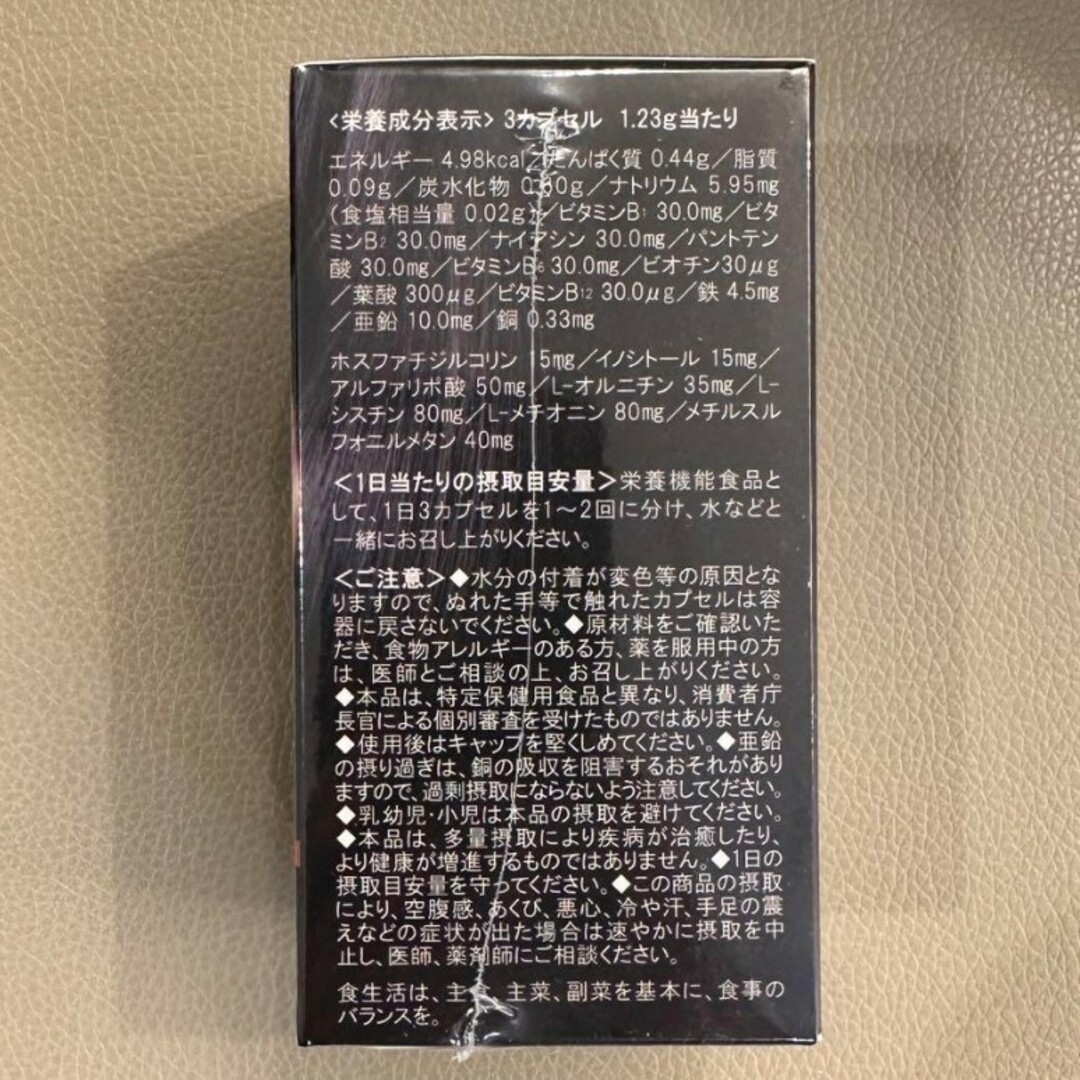 <栄養成分表示> 3カプセル 1.23g当たり
エネルギー 4.98kcal/たんぱく質 0.44g/脂質
0.09g/炭水化物 0.60g/ナトリウム 5.95mg
(食塩相当量 0.02g)/ビタミンB1 30.0mg/ビタ
ミンB2 30.0mg/ナイアシン 30.0mg/パントテン
酸 30.0mg/ビタミンB6 30.0mg/ビオチン30μg
/葉酸 300μg/ビタミンB12 30.0μg/鉄 4.5mg
/亜鉛 10.0mg/銅 0.33mg
ホスファチジルコリン 15mg/イノシトール 15mg/
アルファリポ酸 50mg/L-オルニチン 35mg/L-
シスチン 80mg/L-メチオニン 80mg/メチルスル
フォニルメタン 40mg
<1日当たりの摂取目安量>栄養機能食品と
して、1日3カプセルを1〜2回に分け、水などと
一緒にお召し上がりください。
<ご注意>◆水分の付着が変色等の原因とな
りますので、ぬれた手等で触れたカプセルは容
器に戻さないでください。◆原材料をご確認いた
だき、食物アレルギーのある方、薬を服用中の方
は、医師とご相談の上、お召し上がりください。
◆本品は、特定保健用食品と異なり、消費者庁
長官による個別審査を受けたものではありません。
◆使用後はキャップを堅くしめてください。◆亜鉛
の摂り過ぎは、銅の吸収を阻害するおそれがあり
ますので、過剰摂取にならないよう注意してください。
◆乳幼児・小児は本品の摂取を避けてください。
◆本品は、多量摂取により疾病が治癒したり、
より健康が増進するものではありません。◆1日の
摂取目安量を守ってください。◆この商品の摂取
により、空腹感、あくび、悪心、冷や汗、手足の震
えなどの症状が出た場合は速やかに摂取を中
止し、医師、薬剤師にご相談ください。
食生活は、主食、主菜、副菜を基本に、食事の
バランスを。